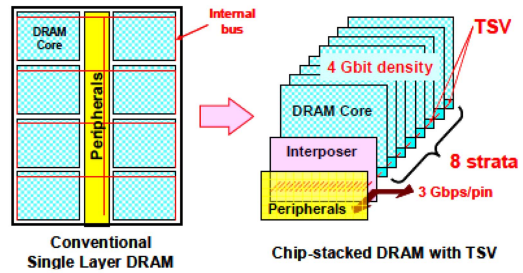 DRAM
Core
Internal
bus
Peripherals
Conventional
Single Layer DRAM
TSV
4 Gbit density
DRAM Core
Interposer
8 strata
3 Gbps/pin
Peripherals
Chip-stacked DRAM with TSV